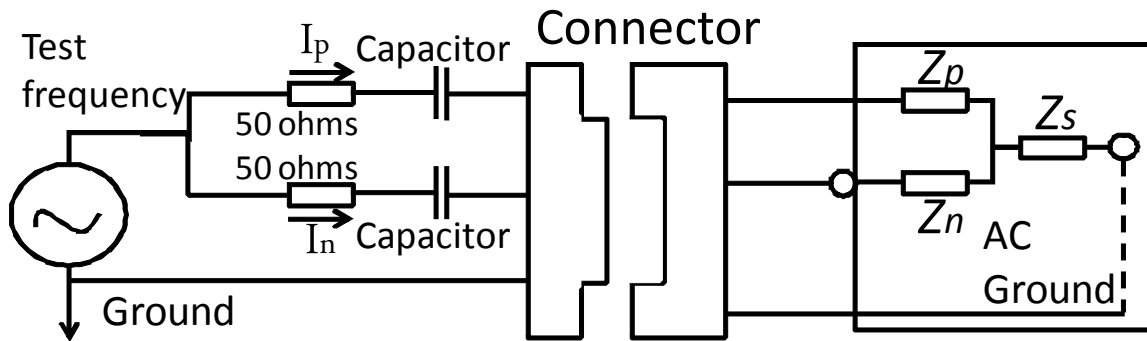 Connector
Test
frequency
Ip
Capacitor
50 ohms
50 ohms
In
Capacitor
Ground
Zp
Zs
Zn
AC
Ground